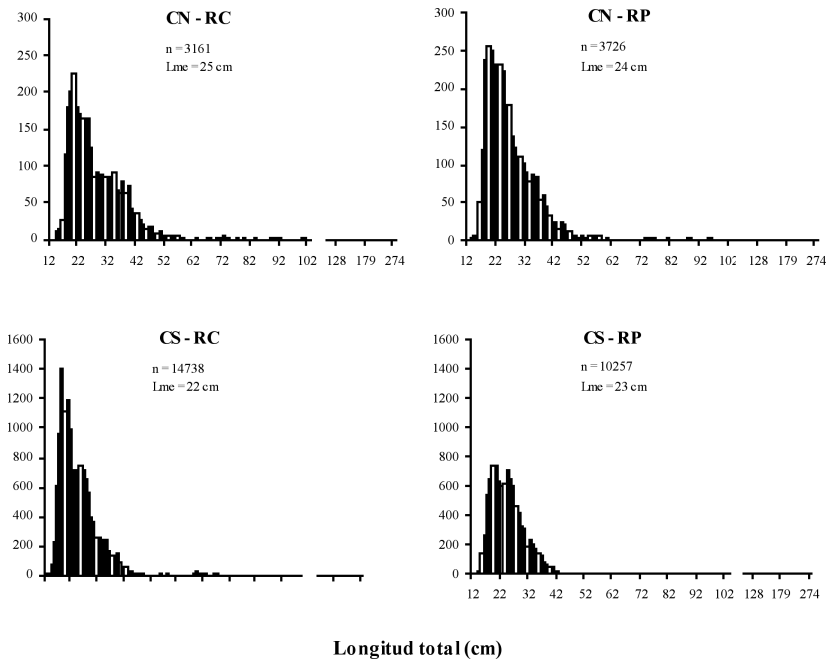 CN - RC
n = 3161
Lme = 25 cm
300
250
200
150
100
50
0
12 22 32 42 52 62 72 82 92 102 128 179 274
CN - RP
n = 3726
Lme = 24 cm
300
250
200
150
100
50
0
12 22 32 42 52 62 72 82 92 102 128 179 274
CS - RC
n = 14738
Lme = 22 cm
1600
1400
1200
1000
800
600
400
200
0
CS - RP
n = 10257
Lme = 23 cm
1600
1400
1200
1000
800
600
400
200
0
12 22 32 42 52 62 72 82 92 102 128 179 274
Longitud total (cm)